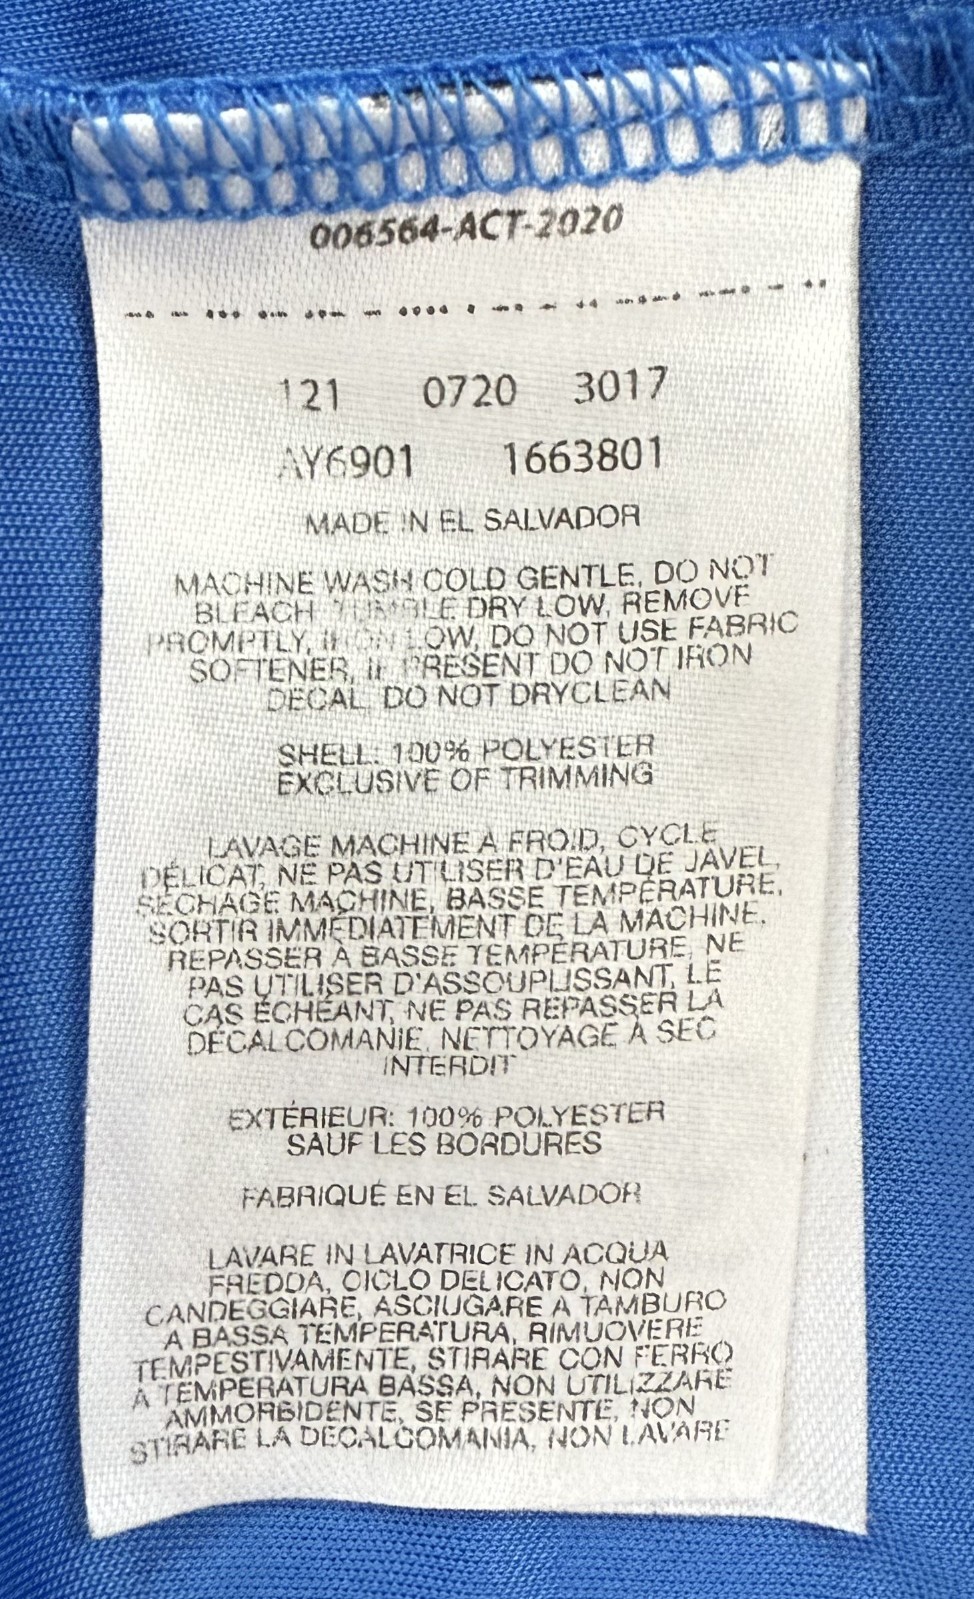 006564-ACT-2020
121 0720 3017
AY6901 1663801
MADE IN EL SALVADOR
MACHINE WASH COLD GENTLE, DO NOT
BLEACH, TUMBLE DRY LOW, REMOVE
PROMPTLY, IRON LOW, DO NOT USE FABRIC
SOFTENER, IF PRESENT DO NOT IRON
DECAL, DO NOT DRYCLEAN
SHELL: 100% POLYESTER
EXCLUSIVE OF TRIMMING
LAVAGE MACHINE A FROID, CYCLE
DÉLICAT, NE PAS UTILISER D'EAU DE JAVEL,
SÉCHAGE MACHINE, BASSE TEMPÉRATURE,
SORTIR IMMÉDIATEMENT DE LA MACHINE,
REPASSER À BASSE TEMPÉRATURE, NE
PAS UTILISER D'ASSOUPLISSANT, LE
CAS ÉCHÉANT, NE PAS REPASSER LA
DÉCALCOMANIE, NETTOYAGE À SEC
INTERDIT
EXTÉRIEUR: 100% POLYESTER
SAUF LES BORDURES
FABRIQUÉ EN EL SALVADOR
LAVARE IN LAVATRICE IN ACQUA
FREDDA, CICLO DELICATO, NON
CANDEGGIARE, ASCIUGARE A TAMBURO
A BASSA TEMPERATURA, RIMUOVERE
TEMPESTIVAMENTE, STIRARE CON FERRO
A TEMPERATURA BASSA, NON UTILIZZARE
AMMORBIDENTE, SE PRESENTE, NON
STIRARE LA DECALCOMANIA, NON LAVARE